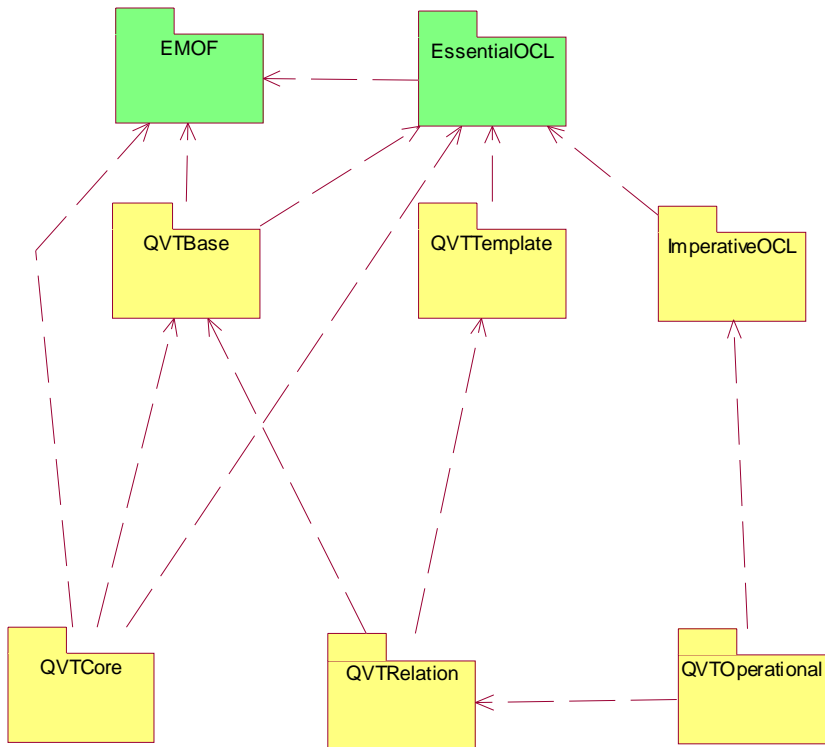 EMOF
EssentialOCL
QVTBase
QVTTemplate
ImperativeOCL
QVTCore
QVTRelation
QVTOperational